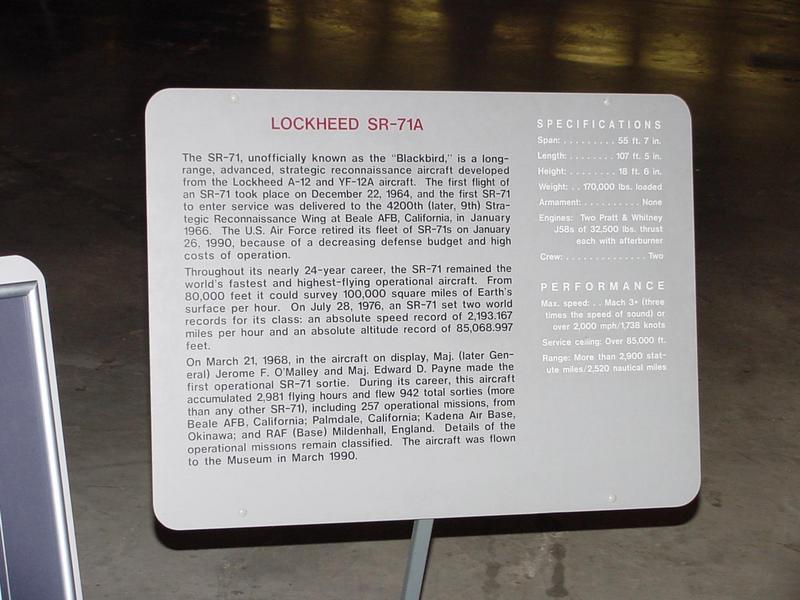 LOCKHEED SR-71A
The SR-71, unofficially known as the "Blackbird," is a long-
range, advanced, strategic reconnaissance aircraft developed
from the Lockheed A-12 and YF-12A aircraft. The first flight of
an SR-71 took place on December 22, 1964, and the first SR-71
to enter service was delivered to the 4200th (later, 9th) Stra-
tegic Reconnaissance Wing at Beale AFB, California, in January
1966. The U.S. Air Force retired its fleet of SR-71s on January
26, 1990, because of a decreasing defense budget and high
costs of operation.
Throughout its nearly 24-year career, the SR-71 remained the
world's fastest and highest-flying operational aircraft. From
80,000 feet it could survey 100,000 square miles of Earth's
surface per hour. On July 28, 1976, an SR-71 set two world
records for its class: an absolute speed record of 2,193.167
miles per hour and an absolute altitude record of 85,068.997
feet.
On March 21, 1968, in the aircraft on display, Maj. (later Gen-
eral) Jerome F. O'Malley and Maj. Edward D. Payne made the
first operational SR-71 sortie. During its career, this aircraft
accumulated 2,981 flying hours and flew 942 total sorties (more
than any other SR-71), including 257 operational missions, from
Beale AFB, California; Palmdale, California; Kadena Air Base,
Okinawa; and RAF (Base) Mildenhall, England. Details of the
operational missions remain classified. The aircraft was flown
to the Museum in March 1990.
SPECIFICATIONS
Span: . . . . . . . . . 55 ft. 7 in.
Length: . . . . . . . . 107 ft. 5 in.
Height: . . . . . . . . 18 ft. 6 in.
Weight: . . 170,000 lbs. loaded
Armament: . . . . . . . . . None
Engines: Two Pratt & Whitney
J58s of 32,500 lbs. thrust
each with afterburner
Crew: . . . . . . . . . . . . . Two
PERFORMANCE
Max. speed: . . Mach 3+ (three
times the speed of sound) or
over 2,000 mph/1,738 knots
Service ceiling: Over 85,000 ft.
Range: More than 2,900 stat-
ute miles/2,520 nautical miles